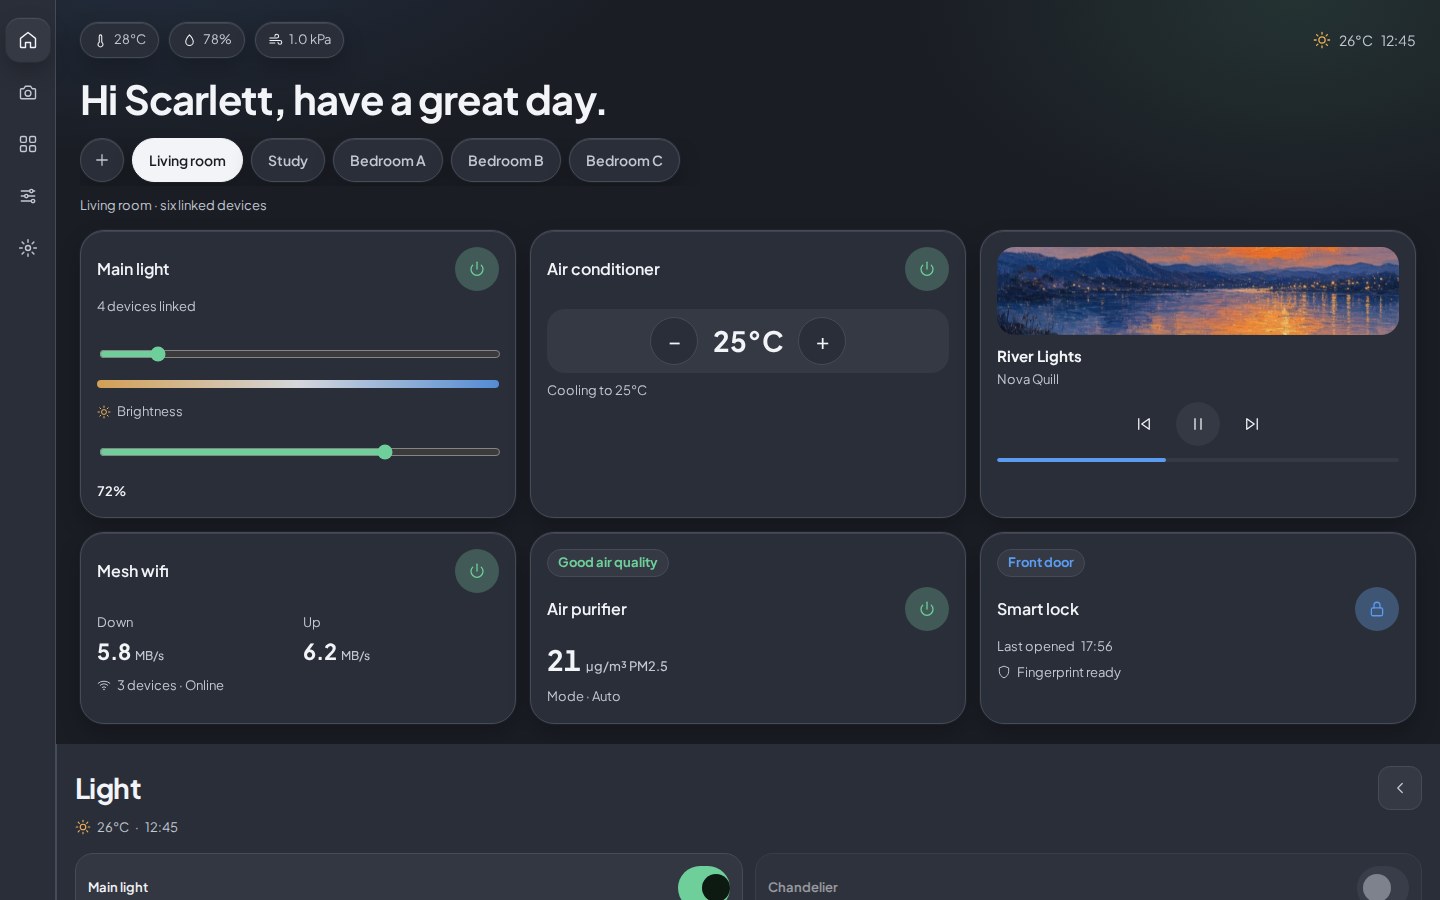 28°C
78%
1.0 kPa
26°C 12:45
Hi Scarlett, have a great day.
+
Living room
Study
Bedroom A
Bedroom B
Bedroom C
Living room · six linked devices
Main light
4 devices linked
Brightness
72%
Air conditioner
− 25°C +
Cooling to 25°C
River Lights
Nova Quill
Mesh wifi
Down
Up
5.8 MB/s
6.2 MB/s
3 devices · Online
Good air quality
Air purifier
21 µg/m³ PM2.5
Mode · Auto
Front door
Smart lock
Last opened 17:56
Fingerprint ready
Light
26°C · 12:45
Main light
Chandelier